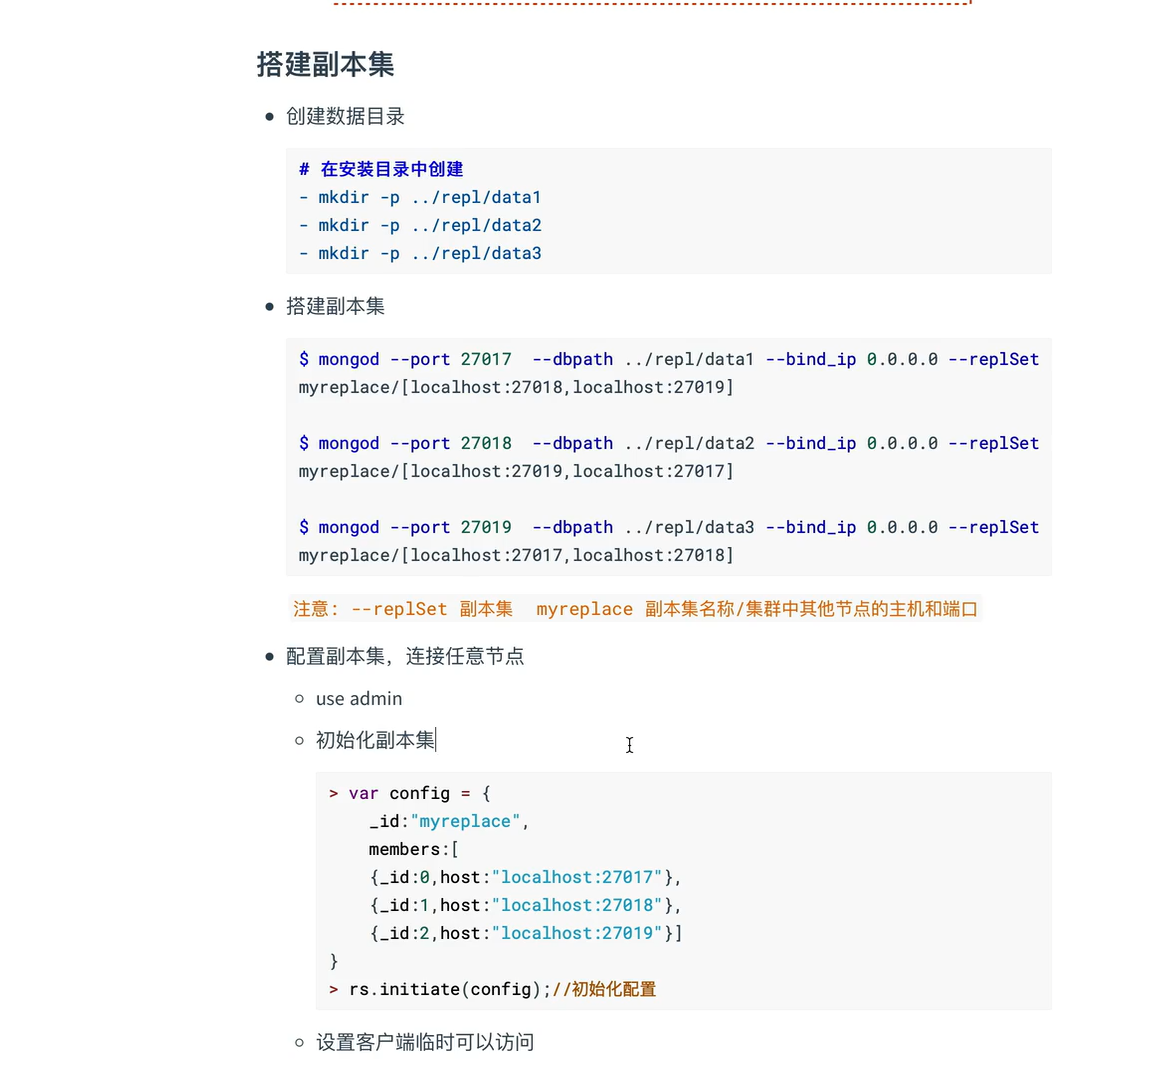 搭建副本集
创建数据目录
# 在安装目录中创建
- mkdir -p ../repl/data1
- mkdir -p ../repl/data2
- mkdir -p ../repl/data3
搭建副本集
$ mongod --port 27017  --dbpath ../repl/data1 --bind_ip 0.0.0.0 --replSet
myreplace/[localhost:27018,localhost:27019]
$ mongod --port 27018  --dbpath ../repl/data2 --bind_ip 0.0.0.0 --replSet
myreplace/[localhost:27019,localhost:27017]
$ mongod --port 27019  --dbpath ../repl/data3 --bind_ip 0.0.0.0 --replSet
myreplace/[localhost:27017,localhost:27018]
注意: --replSet 副本集  myreplace 副本集名称/集群中其他节点的主机和端口
配置副本集，连接任意节点
use admin
初始化副本集
> var config = {
_id:"myreplace",
members:[
{_id:0,host:"localhost:27017"},
{_id:1,host:"localhost:27018"},
{_id:2,host:"localhost:27019"}]
}
> rs.initiate(config);//初始化配置
设置客户端临时可以访问